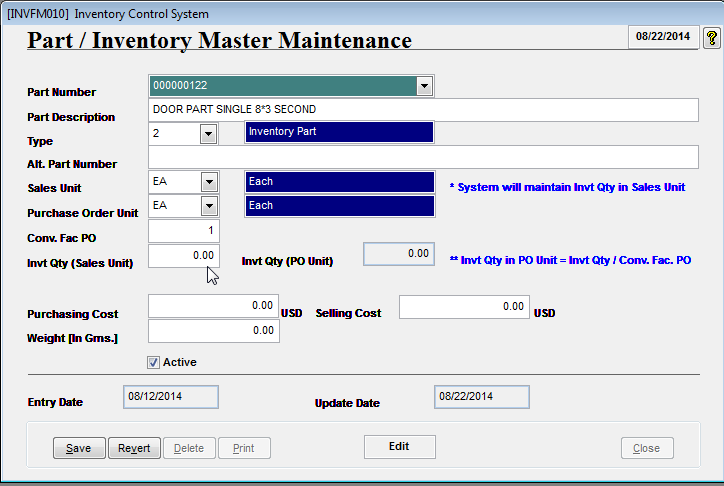 [INVFM010] Inventory Control System
Part / Inventory Master Maintenance 08/22/2014 ?
Part Number 000000122
Part Description DOOR PART SINGLE 8*3 SECOND
Type 2 Inventory Part
Alt. Part Number
Sales Unit EA Each * System will maintain Invt Qty in Sales Unit
Purchase Order Unit EA Each
Conv. Fac PO 1
Invt Qty (Sales Unit) 0.00 Invt Qty (PO Unit) 0.00 ** Invt Qty in PO Unit = Invt Qty / Conv. Fac. PO
Purchasing Cost 0.00 USD Selling Cost 0.00 USD
Weight [In Gms.] 0.00
Active
Entry Date 08/12/2014 Update Date 08/22/2014
Save Revert Delete Print Edit Close